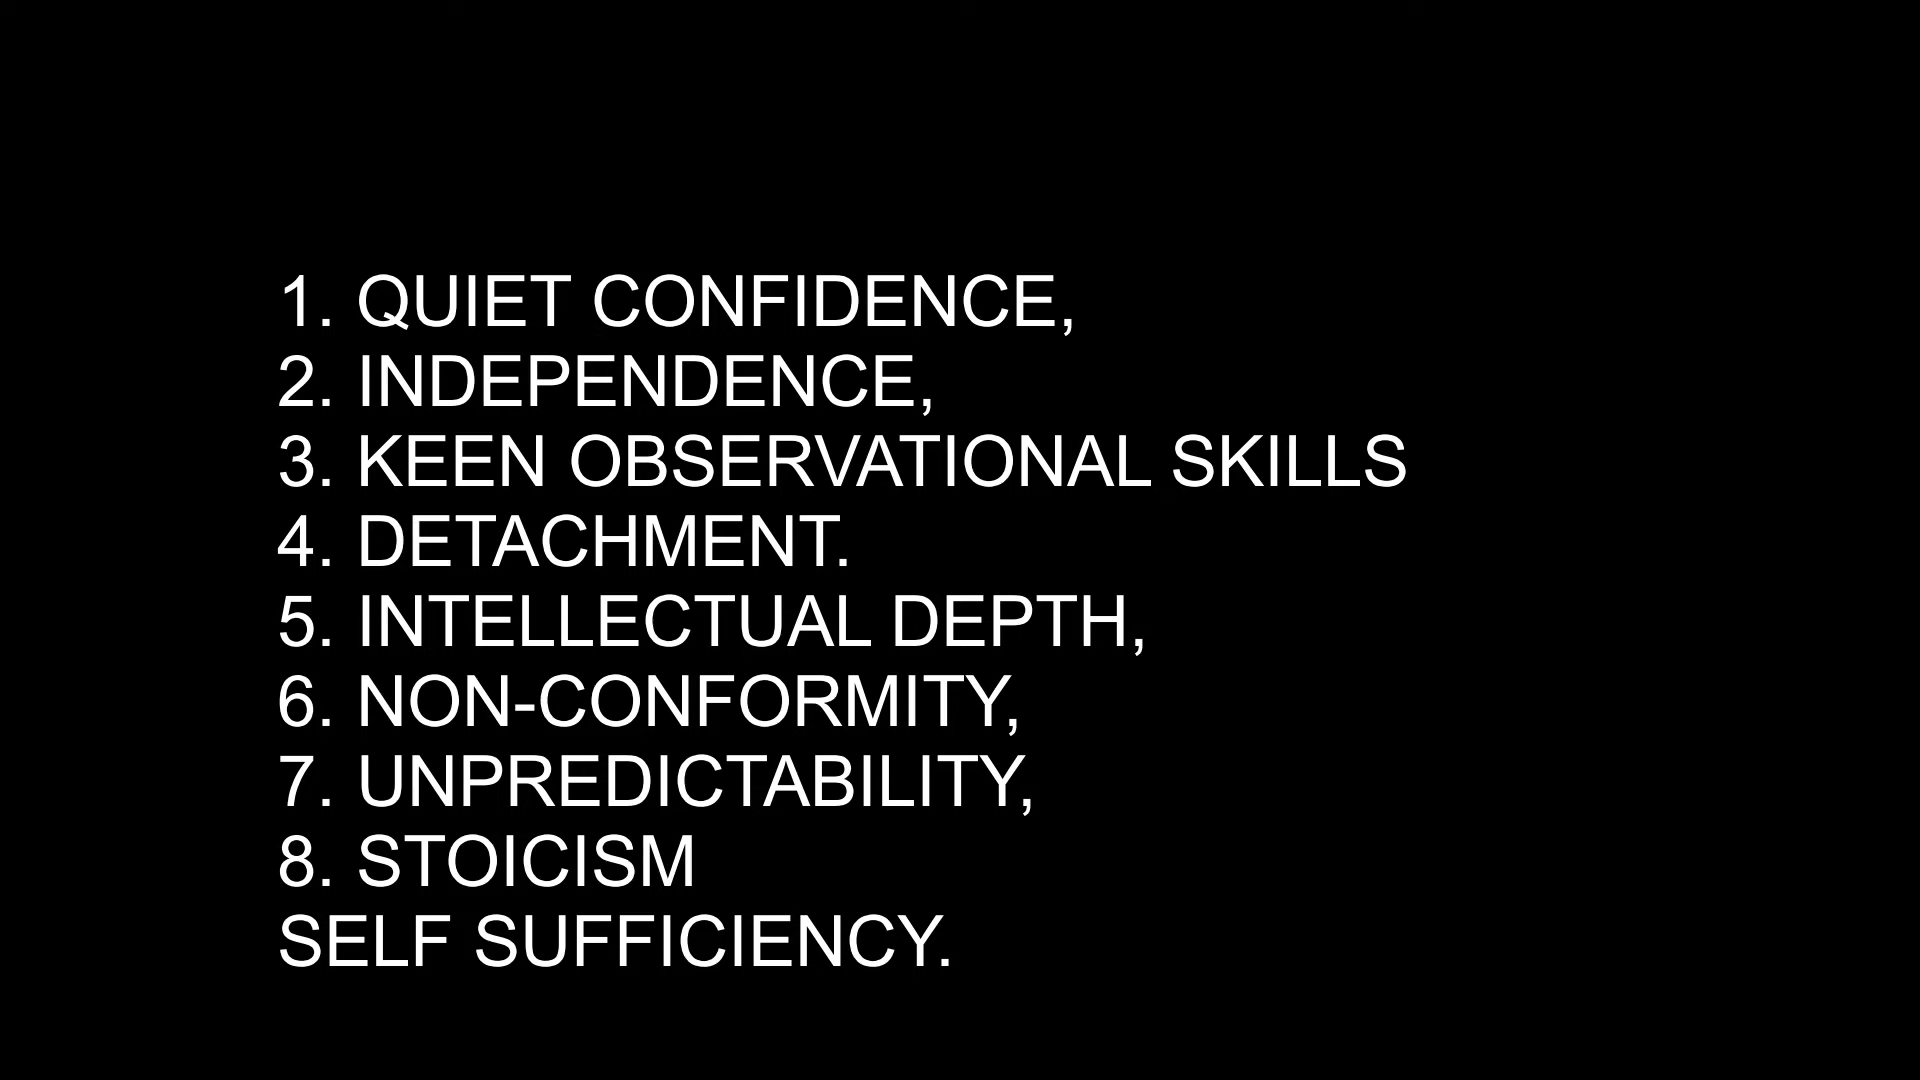 1. QUIET CONFIDENCE,
2. INDEPENDENCE,
3. KEEN OBSERVATIONAL SKILLS
4. DETACHMENT.
5. INTELLECTUAL DEPTH,
6. NON-CONFORMITY,
7. UNPREDICTABILITY,
8. STOICISM
SELF SUFFICIENCY.